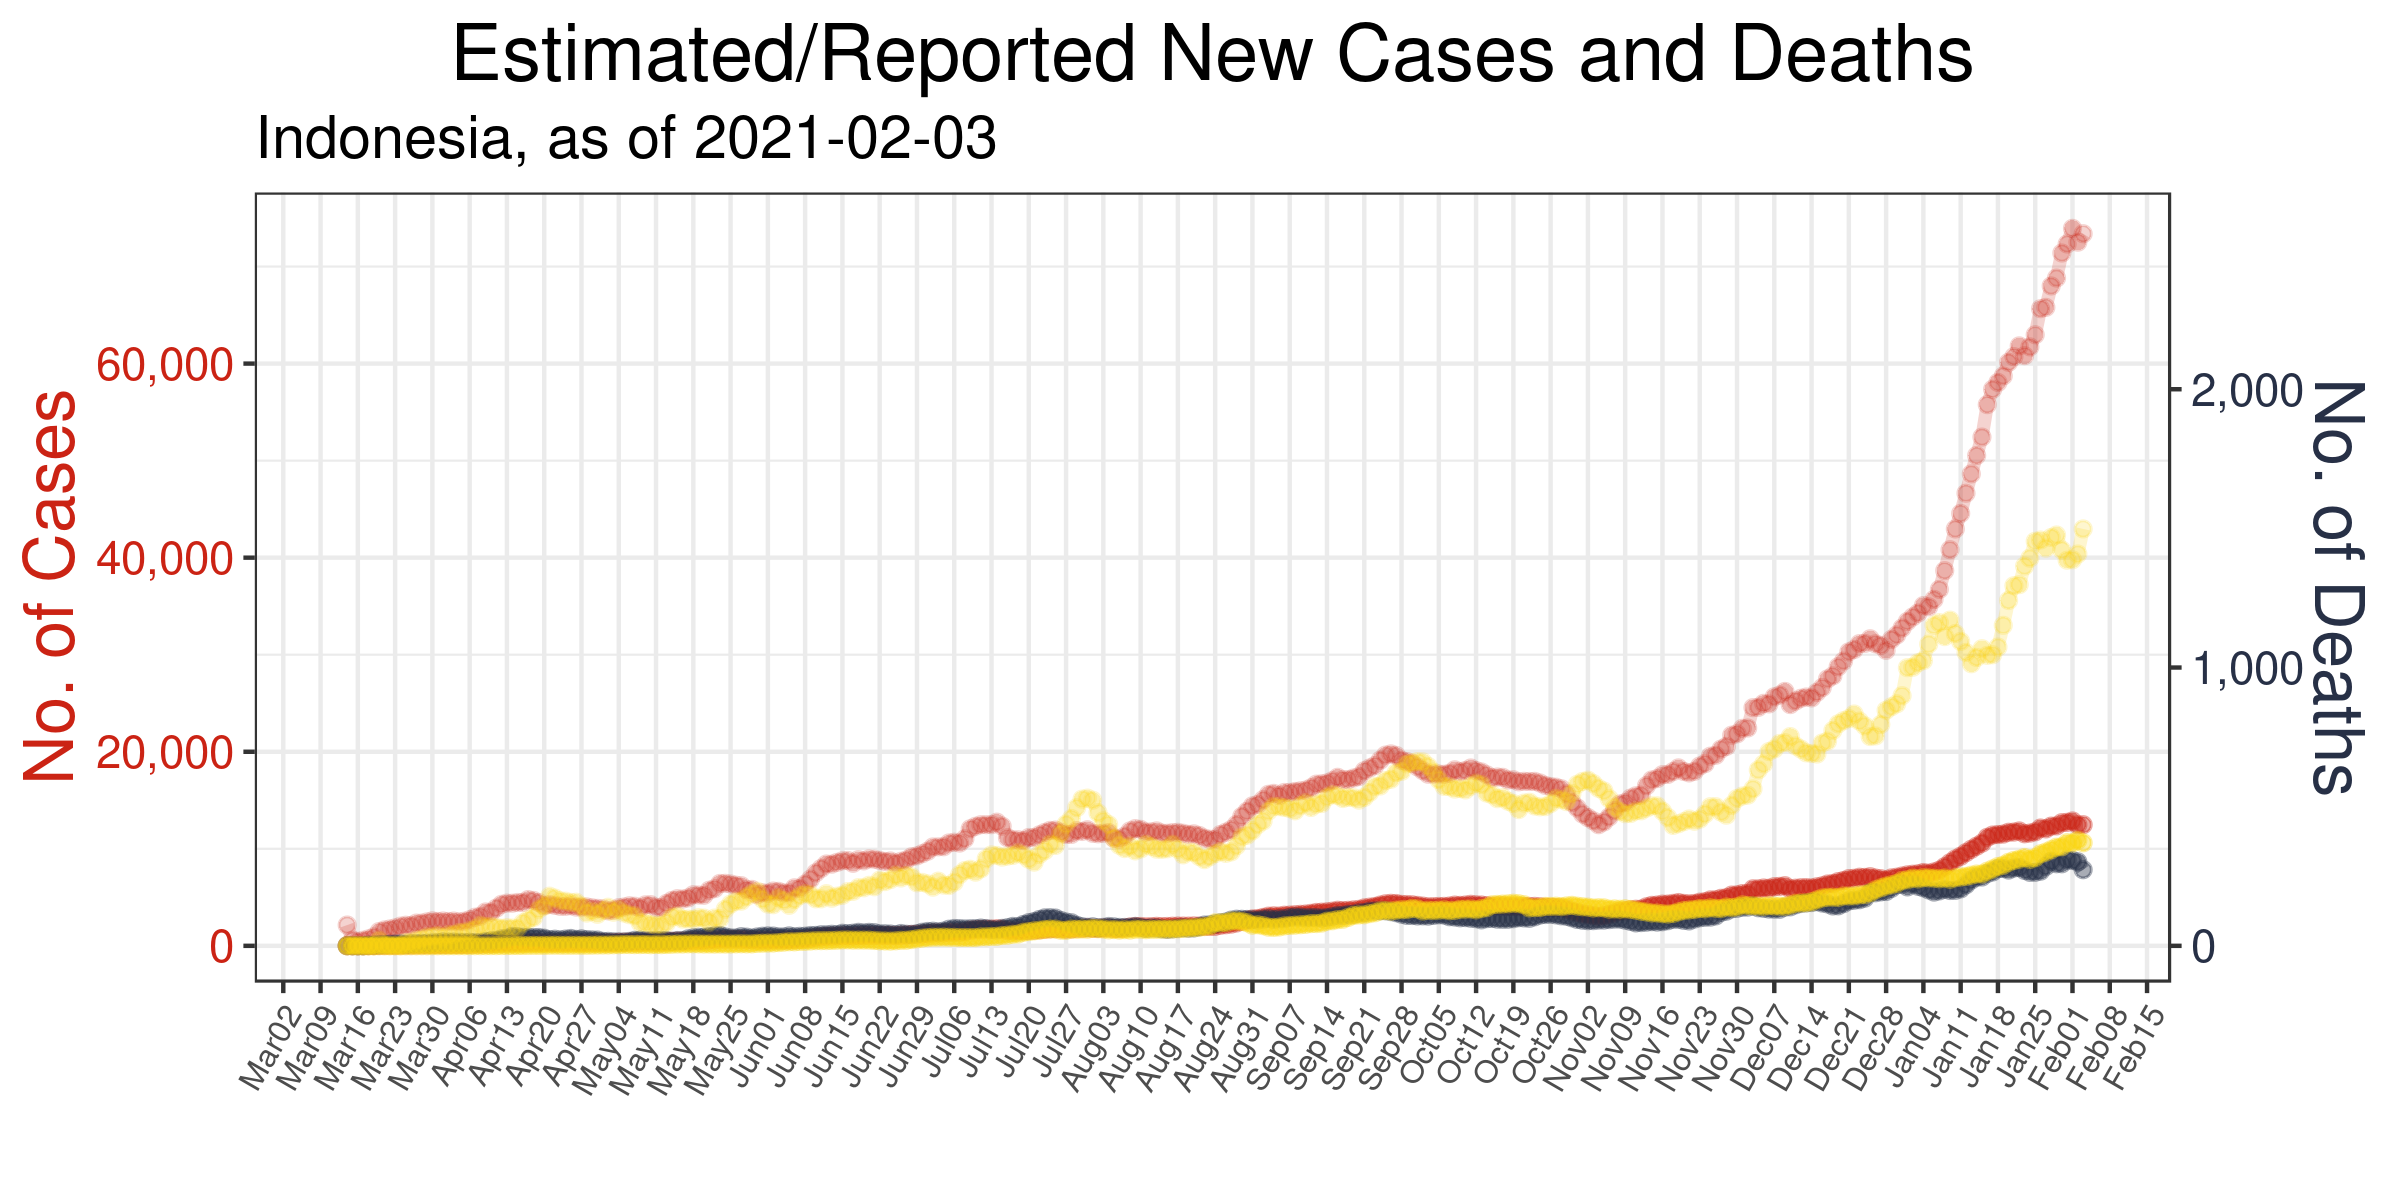 Estimated/Reported New Cases and Deaths
Indonesia, as of 2021-02-03
No. of Cases
60,000
40,000
20,000
0
2,000
1,000
0
No. of Deaths
Mar02
Mar09
Mar16
Mar23
Mar30
Apr06
Apr13
Apr20
Apr27
May04
May11
May18
May25
Jun01
Jun08
Jun15
Jun22
Jun29
Jul06
Jul13
Jul20
Jul27
Aug03
Aug10
Aug17
Aug24
Aug31
Sep07
Sep14
Sep21
Sep28
Oct05
Oct12
Oct19
Oct26
Nov02
Nov09
Nov16
Nov23
Nov30
Dec07
Dec14
Dec21
Dec28
Jan04
Jan11
Jan18
Jan25
Feb01
Feb08
Feb15